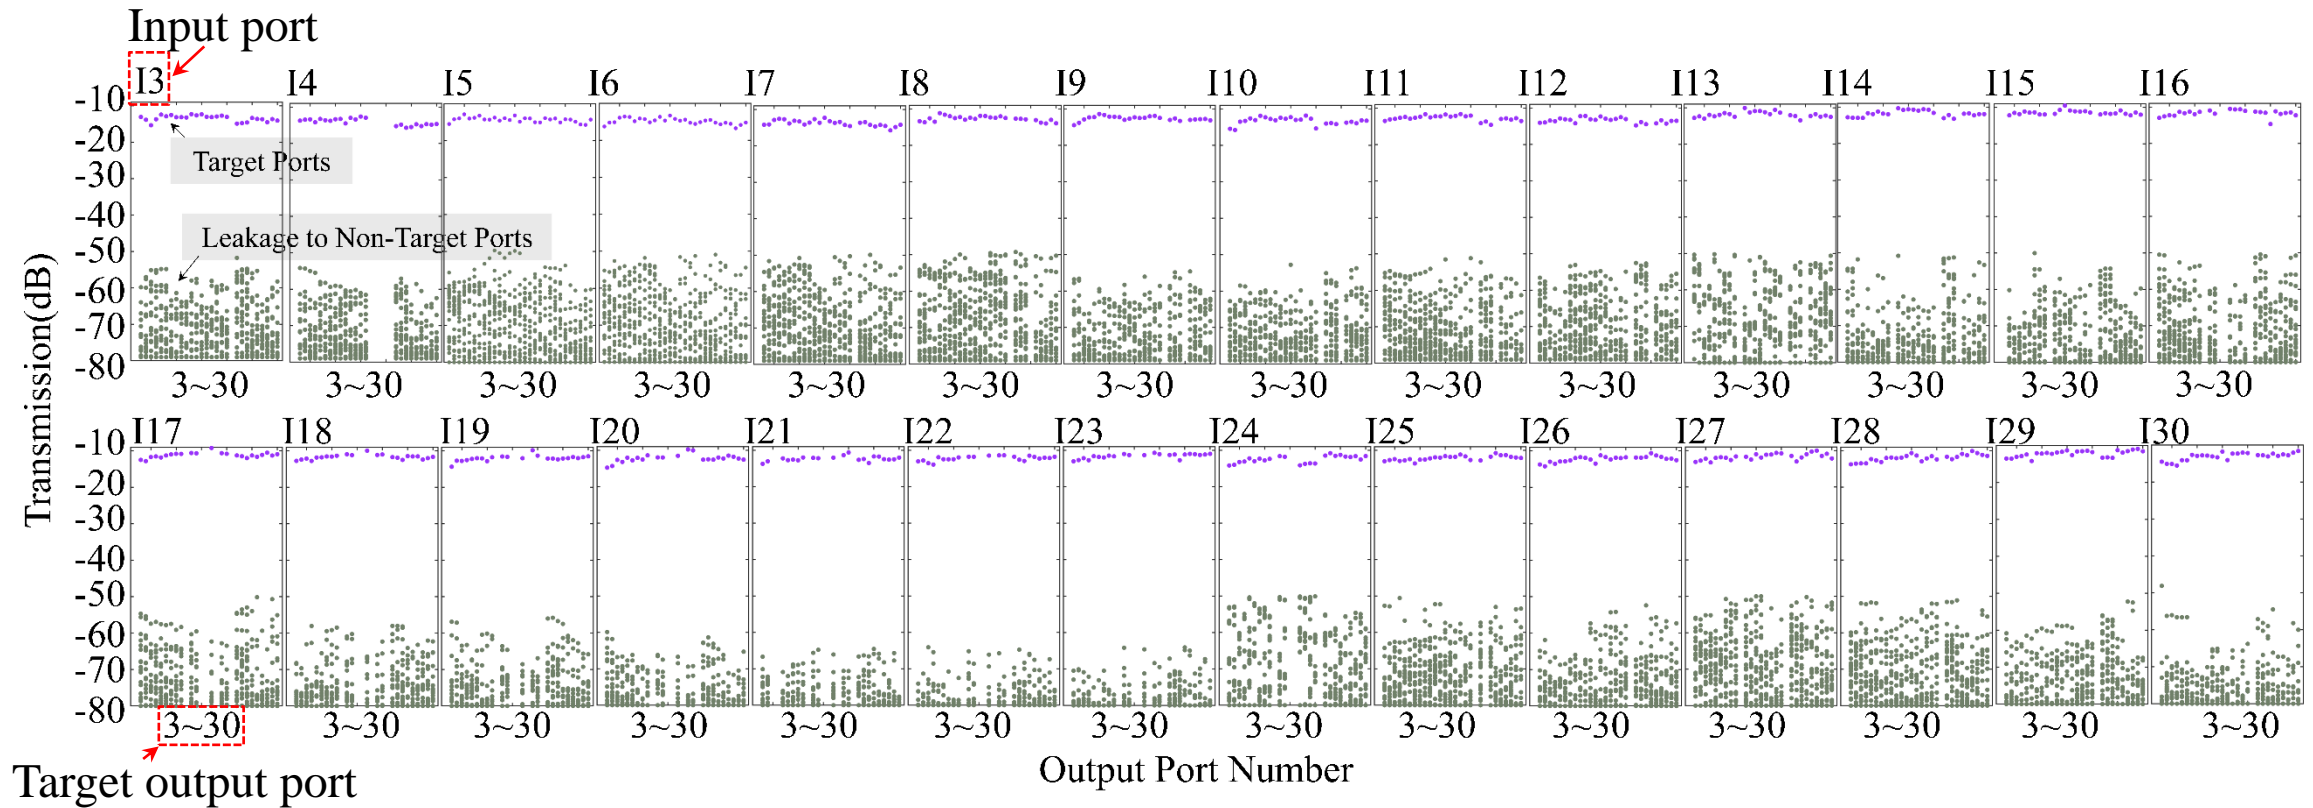 Input port
I3 I4 I5 I6 I7 I8 I9 I10 I11 I12 I13 I14 I15 I16
-10
-20
Target Ports
-30
-40
Leakage to Non-Target Ports
-50
-60
-70
-80
3~30 3~30 3~30 3~30 3~30 3~30 3~30 3~30 3~30 3~30 3~30 3~30 3~30 3~30
Transmission(dB)
I17 I18 I19 I20 I21 I22 I23 I24 I25 I26 I27 I28 I29 I30
-10
-20
-30
-40
-50
-60
-70
-80
3~30 3~30 3~30 3~30 3~30 3~30 3~30 3~30 3~30 3~30 3~30 3~30 3~30 3~30
Target output port
Output Port Number